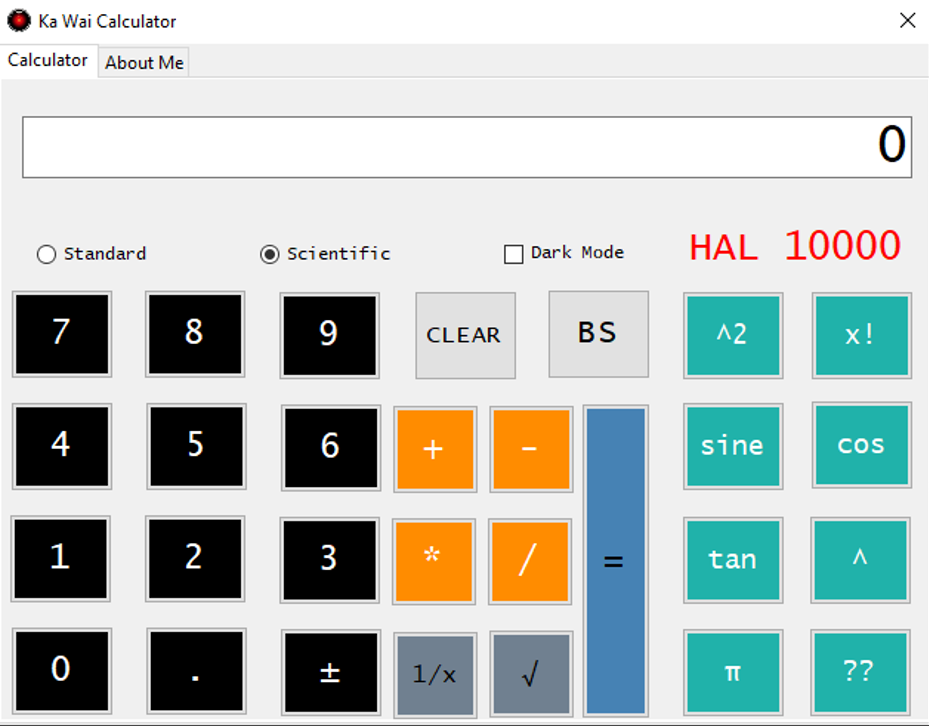 Ka Wai Calculator
Calculator About Me
0
Standard Scientific Dark Mode HAL 10000
7 8 9 CLEAR BS ^2 x!
4 5 6 + - sine cos
1 2 3 * / = tan ^
0 . ± 1/x √ π ??